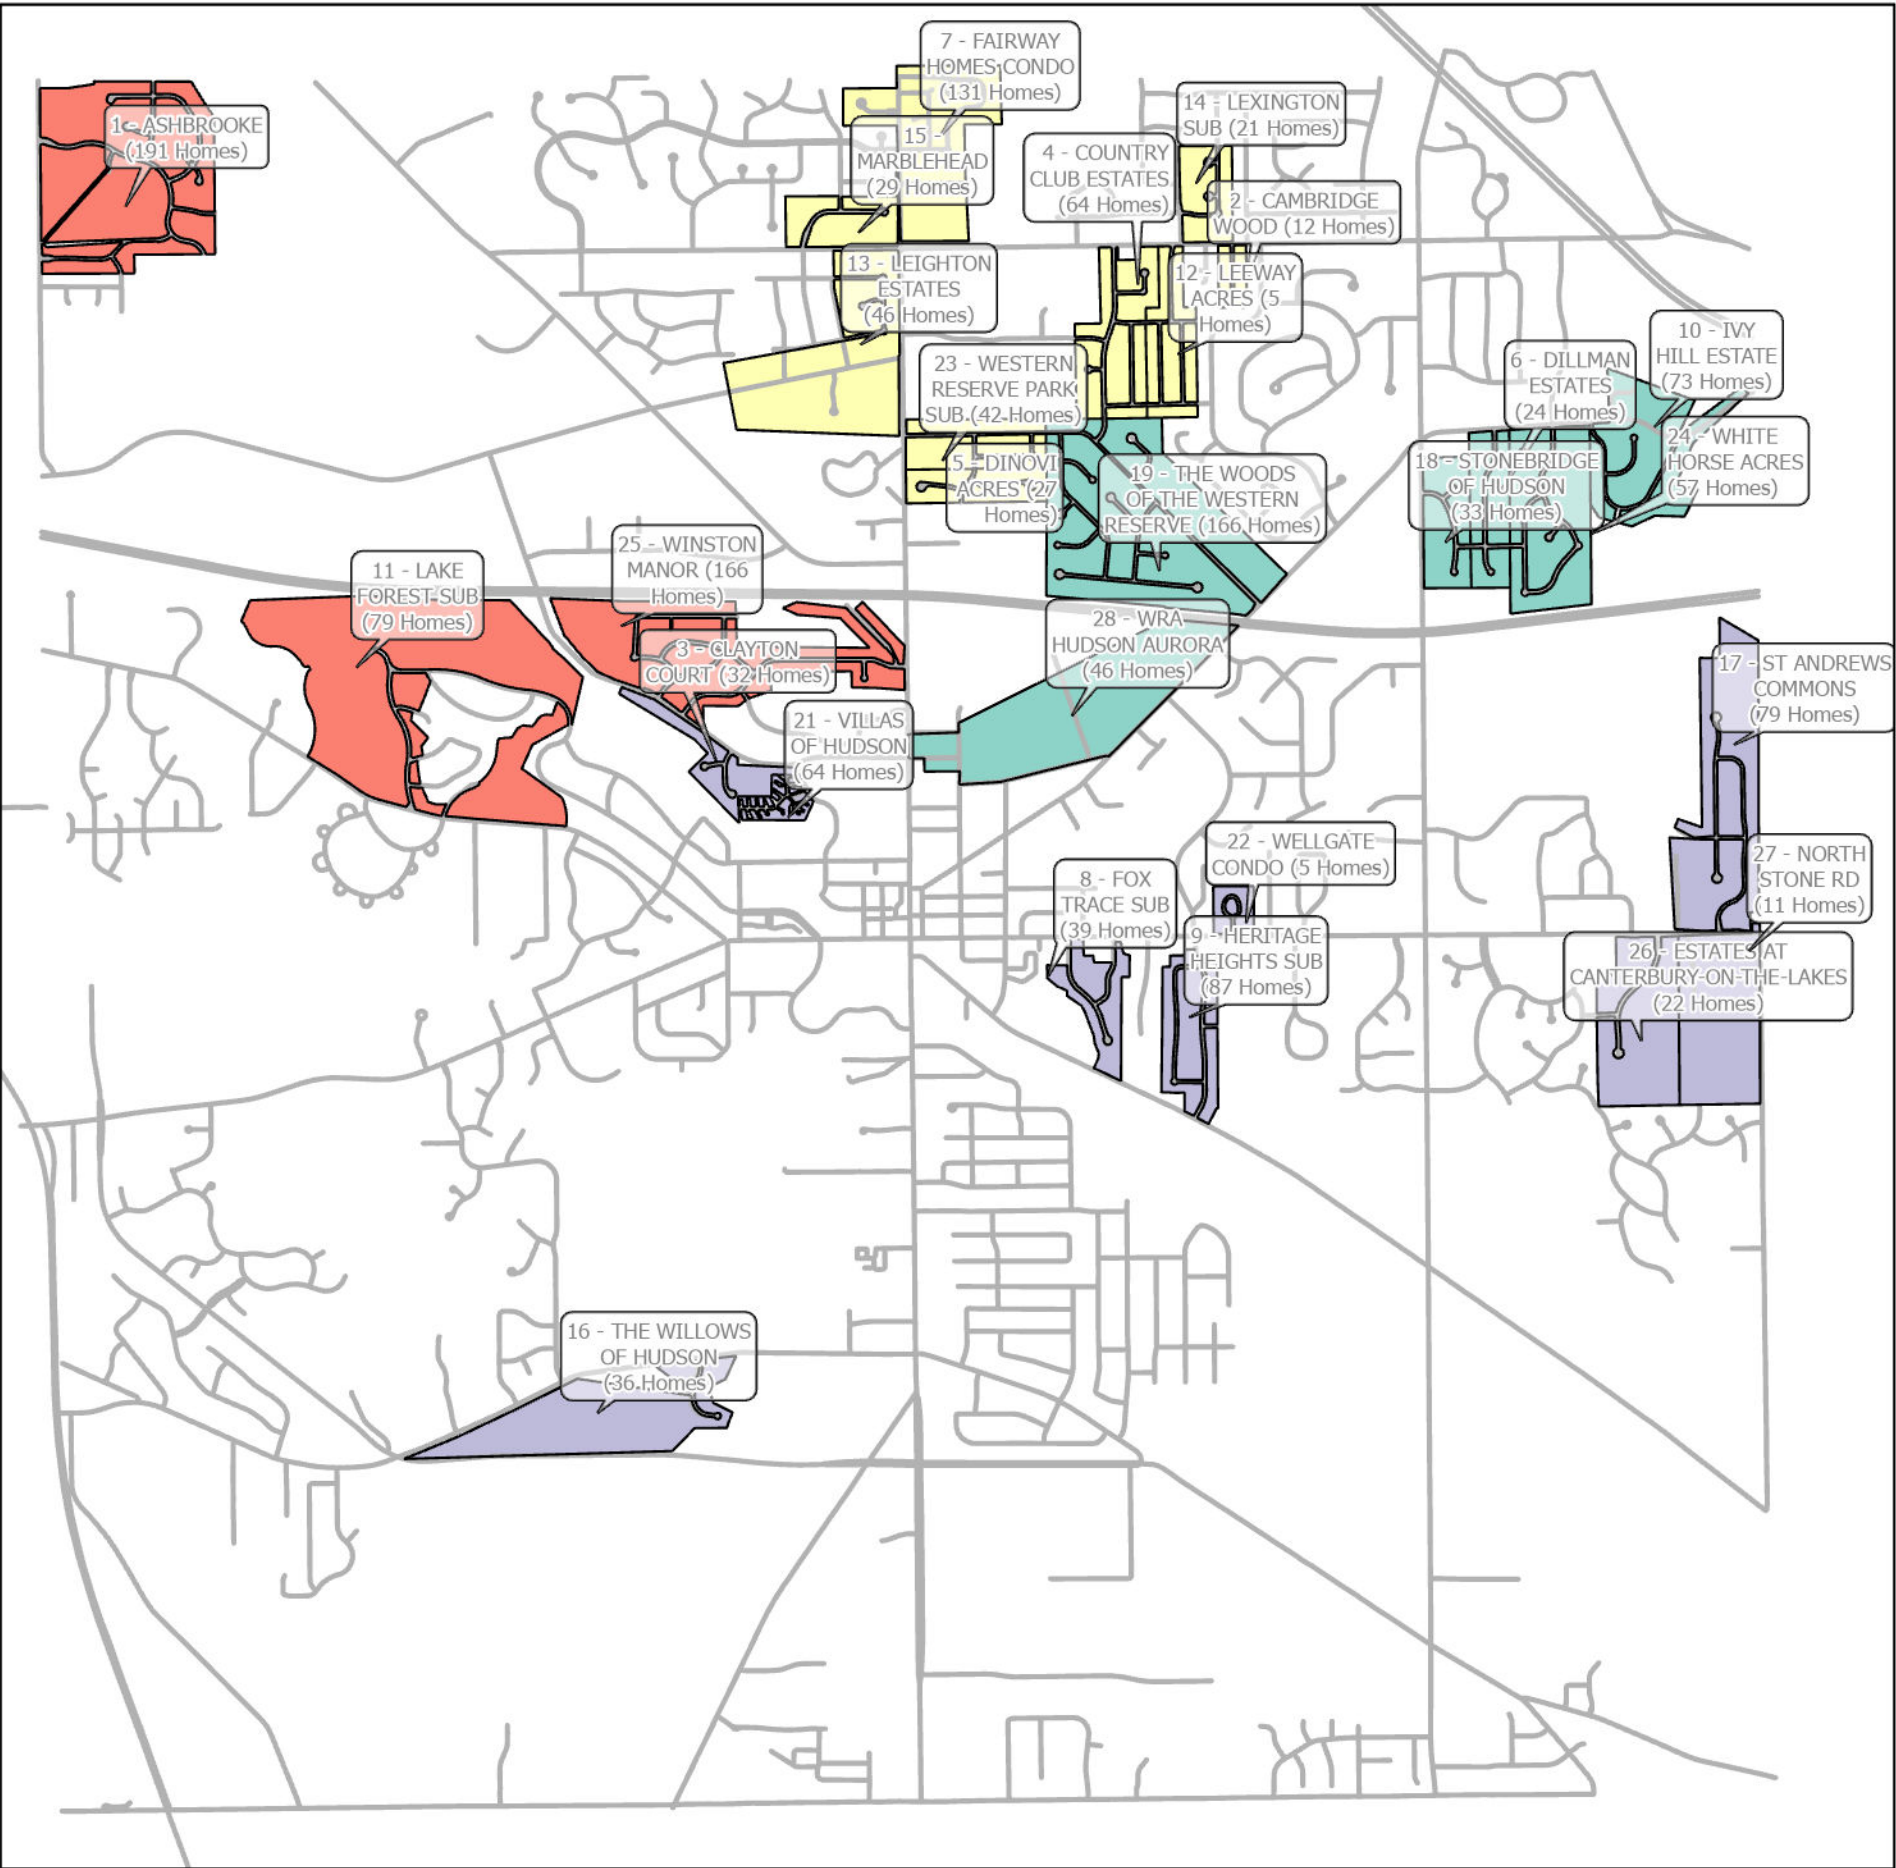 7 - FAIRWAY
HOMES CONDO
(131 Homes)
1 - ASHBROOKE
(191 Homes)
15 -
MARBLEHEAD
(29 Homes)
14 - LEXINGTON
SUB (21 Homes)
4 - COUNTRY
CLUB ESTATES
(64 Homes)
2 - CAMBRIDGE
WOOD (12 Homes)
13 - LEIGHTON
ESTATES
(46 Homes)
12 - LEEWAY
ACRES (5
Homes)
23 - WESTERN
RESERVE PARK
SUB (42 Homes)
10 - IVY
HILL ESTATE
(73 Homes)
6 - DILLMAN
ESTATES
(24 Homes)
24 - WHITE
HORSE ACRES
(57 Homes)
18 - STONEBRIDGE
OF HUDSON
(33 Homes)
5 - DINOVI
ACRES (27
Homes)
19 - THE WOODS
OF THE WESTERN
RESERVE (166 Homes)
25 - WINSTON
MANOR (166
Homes)
11 - LAKE
FOREST SUB
(79 Homes)
28 - WRA
HUDSON AURORA
(46 Homes)
3 - CLAYTON
COURT (32 Homes)
17 - ST ANDREWS
COMMONS
(79 Homes)
21 - VILLAS
OF HUDSON
(64 Homes)
22 - WELLGATE
CONDO (5 Homes)
27 - NORTH
STONE RD
(11 Homes)
8 - FOX
TRACE SUB
(39 Homes)
9 - HERITAGE
HEIGHTS SUB
(87 Homes)
26 - ESTATES AT
CANTERBURY-ON-THE-LAKES
(22 Homes)
16 - THE WILLOWS
OF HUDSON
(36 Homes)